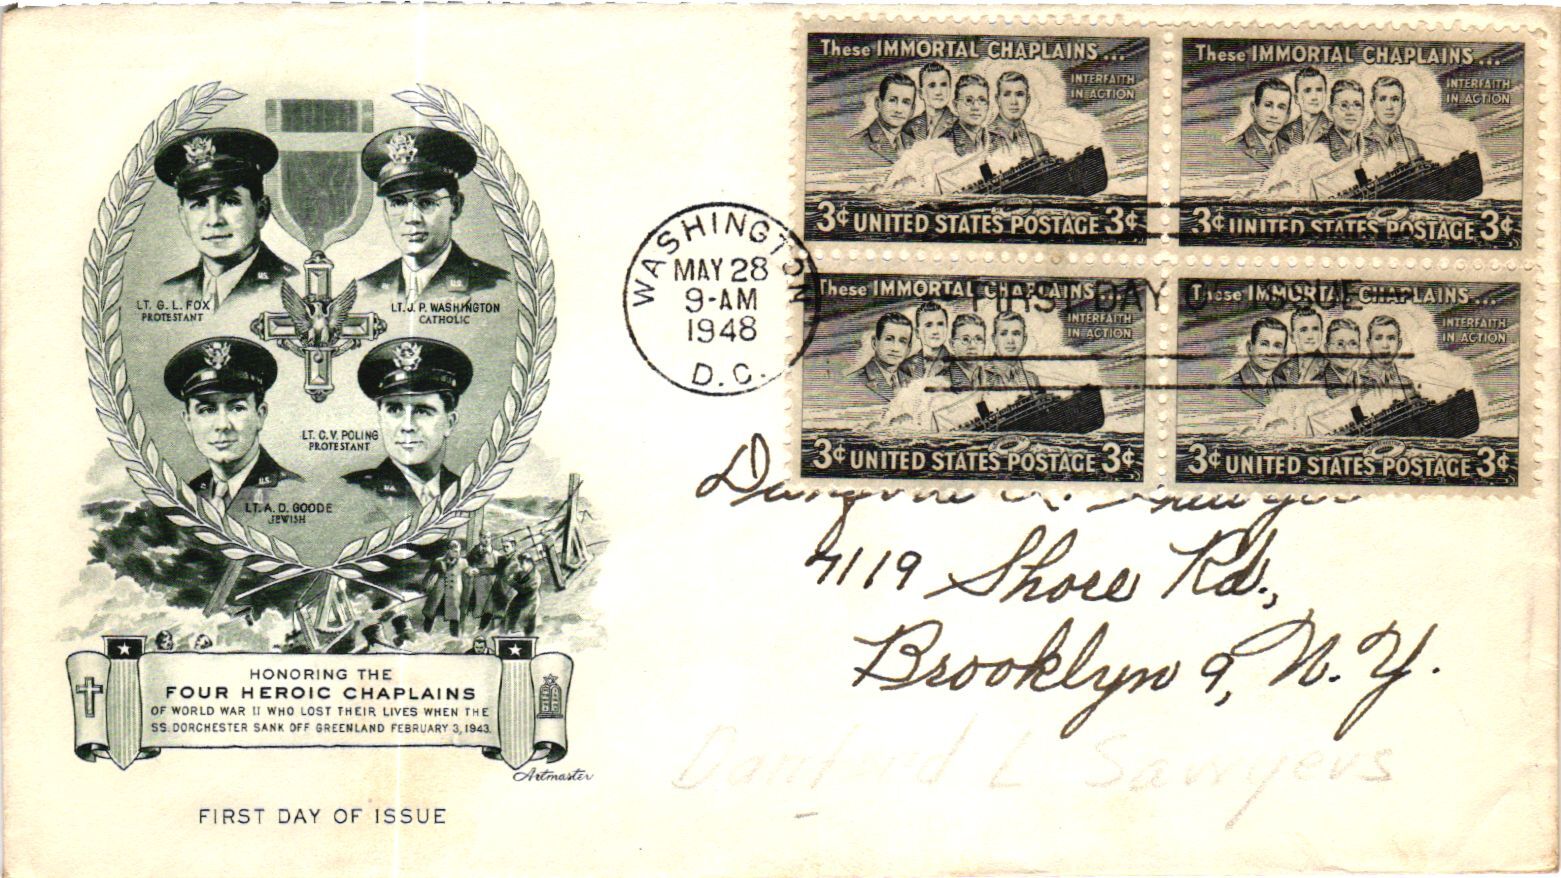 LT. G. L. FOX
PROTESTANT
LT. J. P. WASHINGTON
CATHOLIC
LT. C. V. POLING
PROTESTANT
LT. A. D. GOODE
JEWISH
HONORING THE
FOUR HEROIC CHAPLAINS
OF WORLD WAR II WHO LOST THEIR LIVES WHEN THE
SS. DORCHESTER SANK OFF GREENLAND FEBRUARY 3, 1943.
Artmaster
FIRST DAY OF ISSUE
WASHINGTON
MAY 28
9-AM
1948
D.C.
These IMMORTAL CHAPLAINS...
INTERFAITH
IN ACTION
3¢ UNITED STATES POSTAGE 3¢
These IMMORTAL CHAPLAINS...
INTERFAITH
IN ACTION
3¢ UNITED STATES POSTAGE 3¢
FIRST DAY OF ISSUE
These IMMORTAL CHAPLAINS...
INTERFAITH
IN ACTION
3¢ UNITED STATES POSTAGE 3¢
These IMMORTAL CHAPLAINS...
INTERFAITH
IN ACTION
3¢ UNITED STATES POSTAGE 3¢
4119 Shore Rd.,
Brooklyn 9, N.Y.
Danford L Sawyers